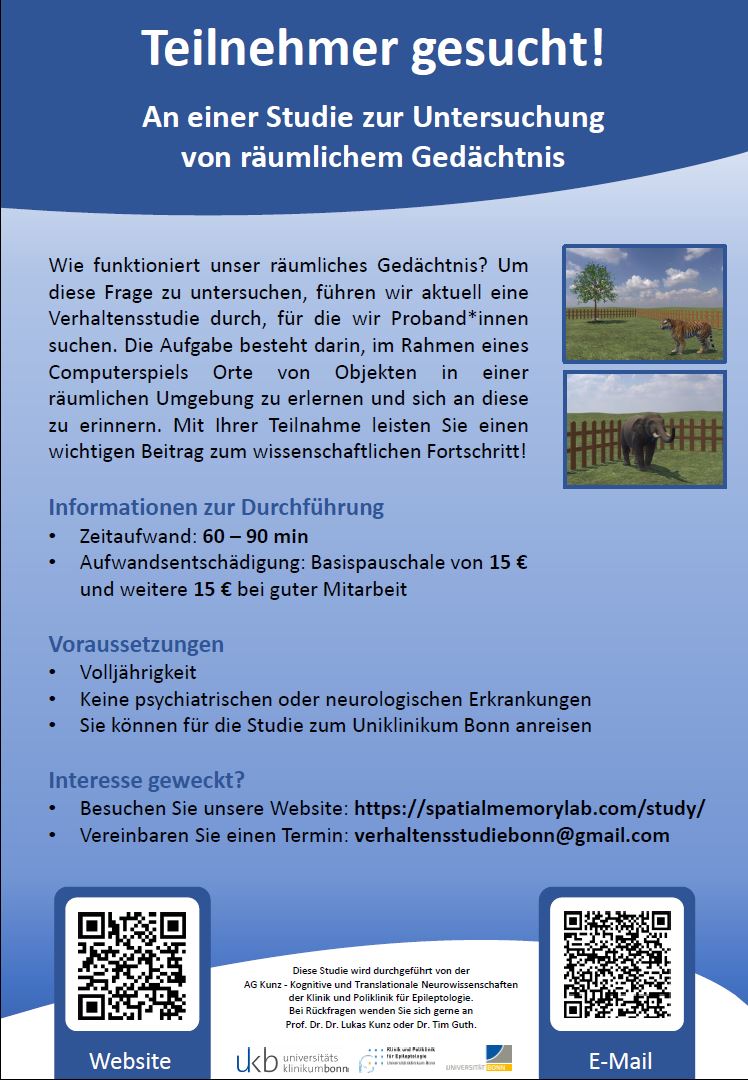 Teilnehmer gesucht!
An einer Studie zur Untersuchung
von räumlichem Gedächtnis
Wie funktioniert unser räumliches Gedächtnis? Um
diese Frage zu untersuchen, führen wir aktuell eine
Verhaltensstudie durch, für die wir Proband*innen
suchen. Die Aufgabe besteht darin, im Rahmen eines
Computerspiels Orte von Objekten in einer
räumlichen Umgebung zu erlernen und sich an diese
zu erinnern. Mit Ihrer Teilnahme leisten Sie einen
wichtigen Beitrag zum wissenschaftlichen Fortschritt!
Informationen zur Durchführung
• Zeitaufwand: 60 – 90 min
• Aufwandsentschädigung: Basispauschale von 15 €
und weitere 15 € bei guter Mitarbeit
Voraussetzungen
• Volljährigkeit
• Keine psychiatrischen oder neurologischen Erkrankungen
• Sie können für die Studie zum Uniklinikum Bonn anreisen
Interesse geweckt?
• Besuchen Sie unsere Website: https://spatialmemorylab.com/study/
• Vereinbaren Sie einen Termin: verhaltensstudiebonn@gmail.com
Diese Studie wird durchgeführt von der
AG Kunz - Kognitive und Translationale Neurowissenschaften
der Klinik und Poliklinik für Epileptologie.
Bei Rückfragen wenden Sie sich gerne an
Prof. Dr. Dr. Lukas Kunz oder Dr. Tim Guth.
Website
ukb universitäts
klinikumbonn
Klinik und Poliklinik
für Epileptologie
Universitätsklinikum Bonn
UNIVERSITÄT BONN
E-Mail